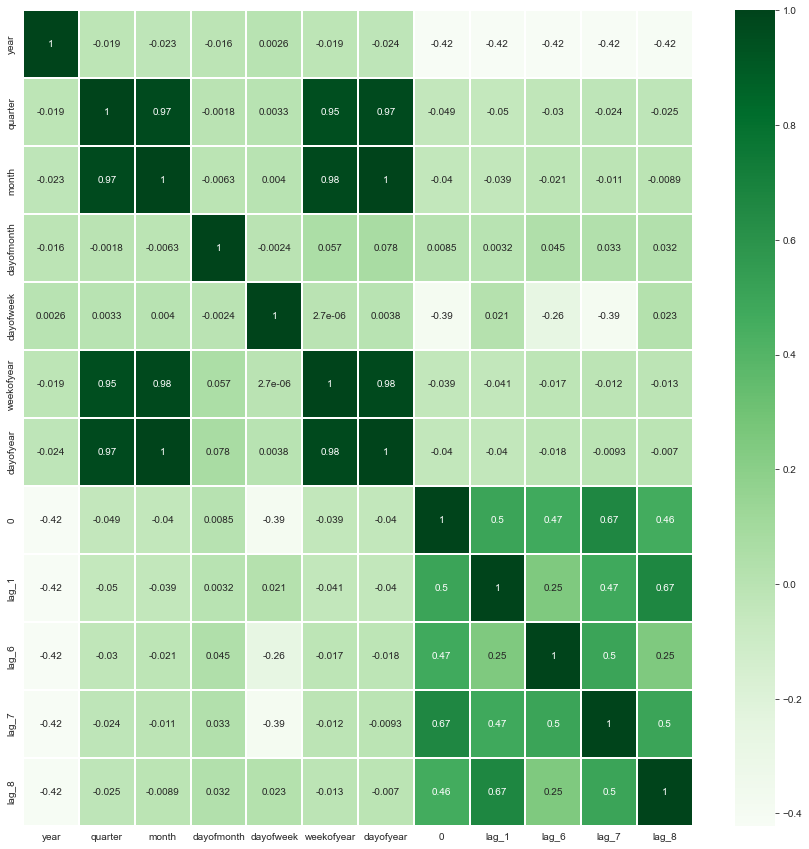 year 1 -0.019 -0.023 -0.016 0.0026 -0.019 -0.024 -0.42 -0.42 -0.42 -0.42 -0.42
quarter -0.019 1 0.97 -0.0018 0.0033 0.95 0.97 -0.049 -0.05 -0.03 -0.024 -0.025
month -0.023 0.97 1 -0.0063 0.004 0.98 1 -0.04 -0.039 -0.021 -0.011 -0.0089
dayofmonth -0.016 -0.0018 -0.0063 1 -0.0024 0.057 0.078 0.0085 0.0032 0.045 0.033 0.032
dayofweek 0.0026 0.0033 0.004 -0.0024 1 2.7e-06 0.0038 -0.39 0.021 -0.26 -0.39 0.023
weekofyear -0.019 0.95 0.98 0.057 2.7e-06 1 0.98 -0.039 -0.041 -0.017 -0.012 -0.013
dayofyear -0.024 0.97 1 0.078 0.0038 0.98 1 -0.04 -0.04 -0.018 -0.0093 -0.007
0 -0.42 -0.049 -0.04 0.0085 -0.39 -0.039 -0.04 1 0.5 0.47 0.67 0.46
lag_1 -0.42 -0.05 -0.039 0.0032 0.021 -0.041 -0.04 0.5 1 0.25 0.47 0.67
lag_6 -0.42 -0.03 -0.021 0.045 -0.26 -0.017 -0.018 0.47 0.25 1 0.5 0.25
lag_7 -0.42 -0.024 -0.011 0.033 -0.39 -0.012 -0.0093 0.67 0.47 0.5 1 0.5
lag_8 -0.42 -0.025 -0.0089 0.032 0.023 -0.013 -0.007 0.46 0.67 0.25 0.5 1
year quarter month dayofmonth dayofweek weekofyear dayofyear 0 lag_1 lag_6 lag_7 lag_8
1.0
0.8
0.6
0.4
0.2
0.0
−0.2
−0.4